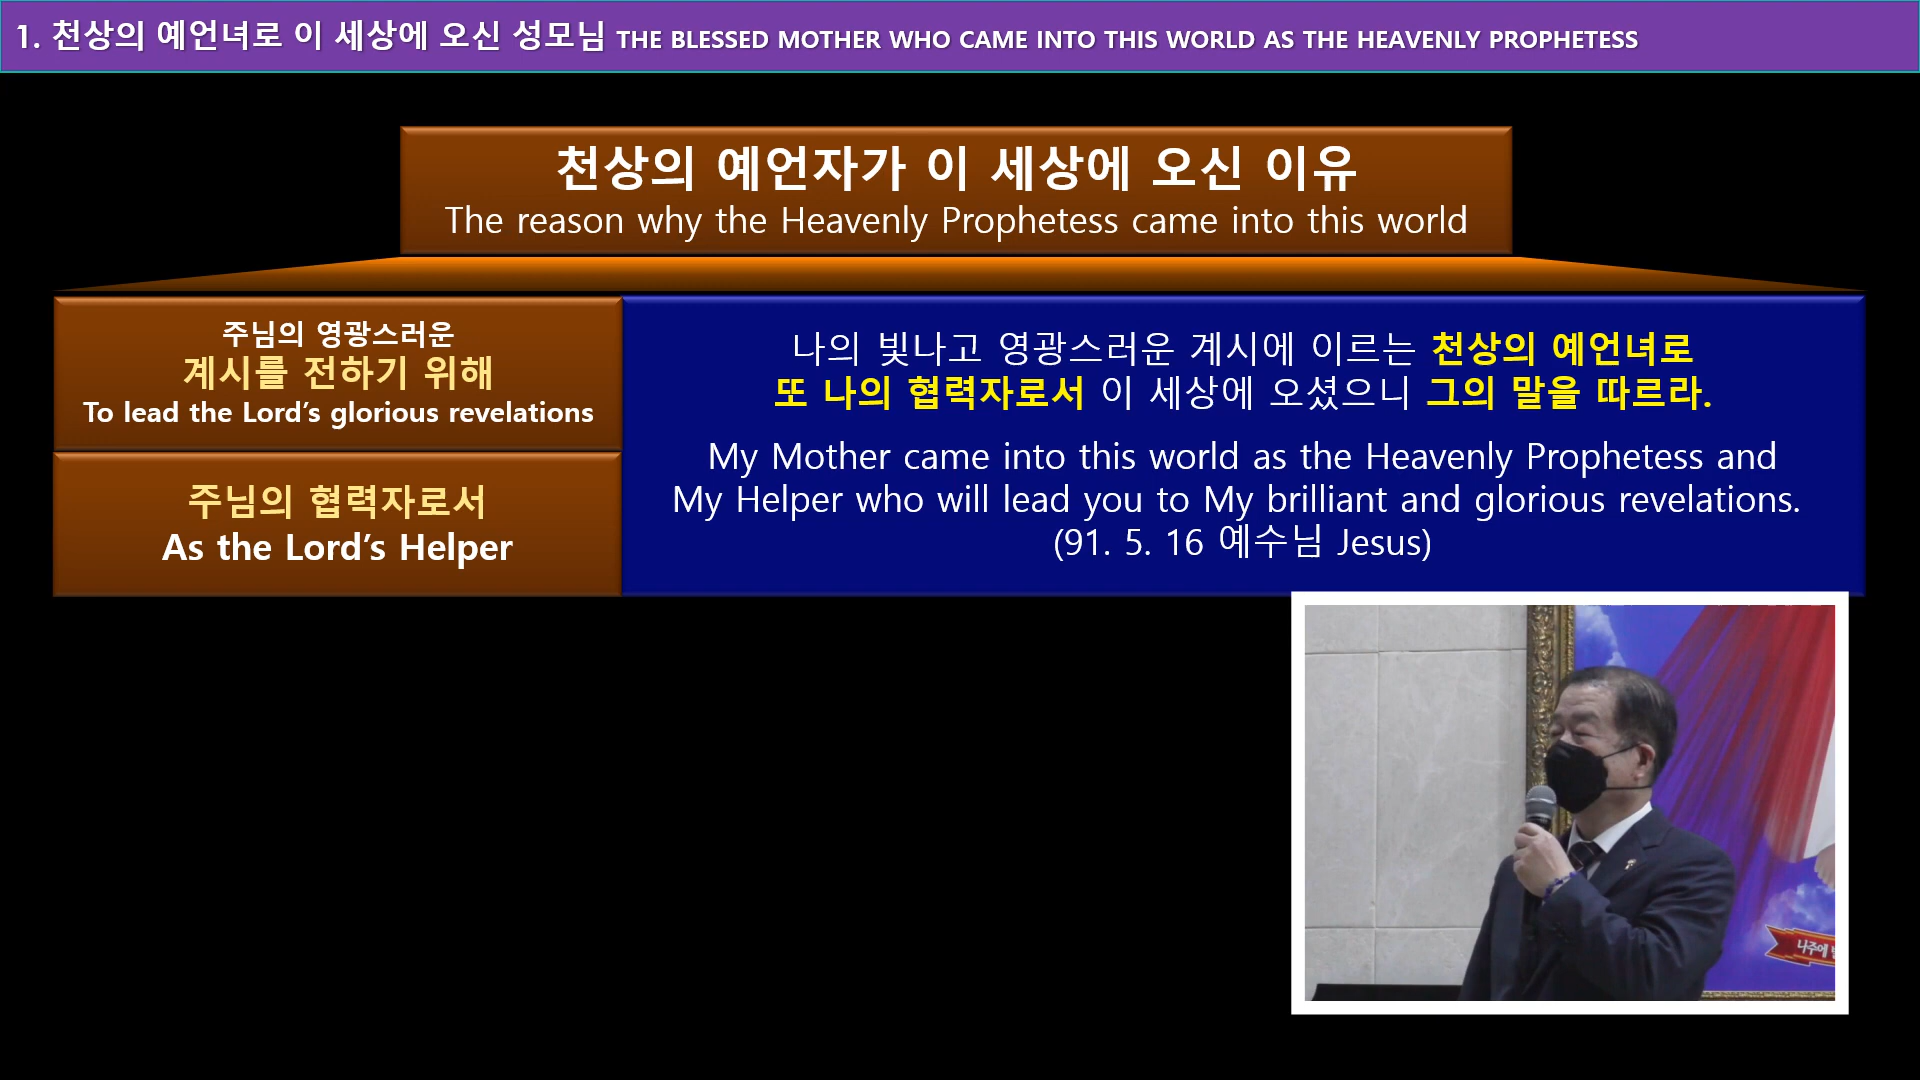 1. 천상의 예언녀로 이 세상에 오신 성모님 THE BLESSED MOTHER WHO CAME INTO THIS WORLD AS THE HEAVENLY PROPHETESS
천상의 예언자가 이 세상에 오신 이유
The reason why the Heavenly Prophetess came into this world
주님의 영광스러운
계시를 전하기 위해
To lead the Lord’s glorious revelations
주님의 협력자로서
As the Lord’s Helper
나의 빛나고 영광스러운 계시에 이르는 천상의 예언녀로
또 나의 협력자로서 이 세상에 오셨으니 그의 말을 따르라.
My Mother came into this world as the Heavenly Prophetess and
My Helper who will lead you to My brilliant and glorious revelations.
(91. 5. 16 예수님 Jesus)
나주에